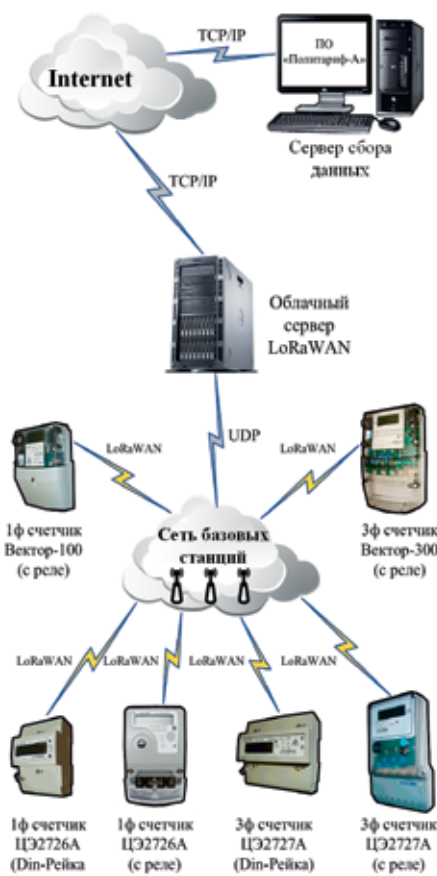 TCP/IP
ПО
«Политариф-А»
Internet
Сервер сбора
данных
TCP/IP
Облачный
сервер
LoRaWAN
UDP
LoRaWAN
LoRaWAN
1ф счетчик
Вектор-100
(с реле)
Сеть базовых
станций
3ф счетчик
Вектор-300
(с реле)
LoRaWAN
LoRaWAN
LoRaWAN
LoRaWAN
1ф счетчик
ЦЭ2726А
(Din-Рейка
1ф счетчик
ЦЭ2726А
(с реле)
3ф счетчик
ЦЭ2727А
(Din-Рейка)
3ф счетчик
ЦЭ2727А
(с реле)